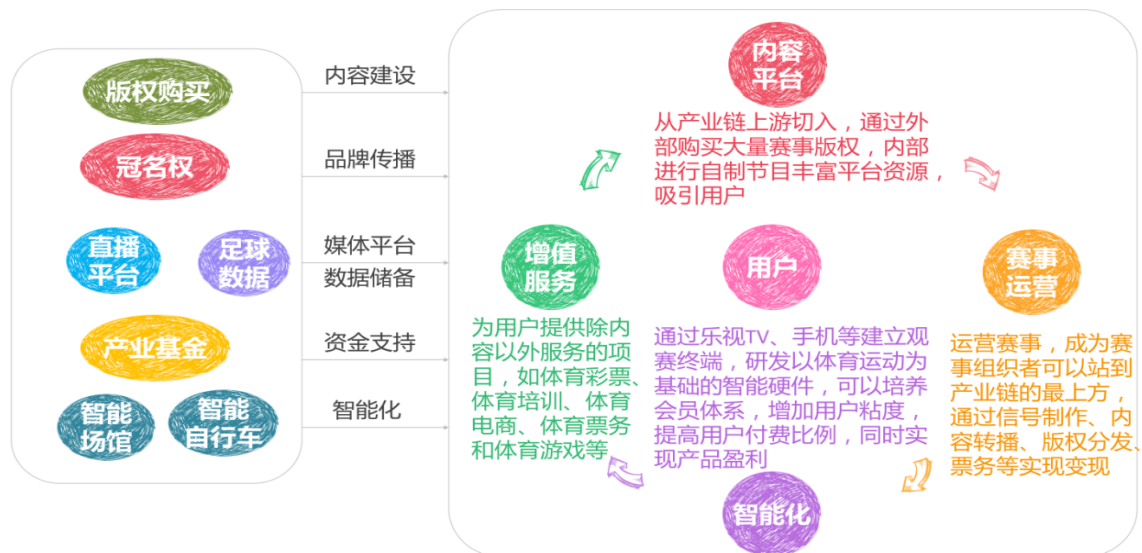 版权购买
冠名权
直播
平台
足球
数据
产业基金
智能
场馆
智能
自行车
内容建设
品牌传播
媒体平台
数据储备
资金支持
智能化
内容
平台
从产业链上游切入，通过外
部购买大量赛事版权，内部
进行自制节目丰富平台资源，
吸引用户
增值
服务
为用户提供除内
容以外服务的项
目，如体育彩票、
体育培训、体育
电商、体育票务
和体育游戏等
用户
通过乐视TV、手机等建立观
赛终端，研发以体育运动为
基础的智能硬件，可以培养
会员体系，增加用户粘度，
提高用户付费比例，同时实
现产品盈利
智能化
赛事
运营
运营赛事，成为赛
事组织者可以站到
产业链的最上方，
通过信号制作、内
容转播、版权分发、
票务等实现变现